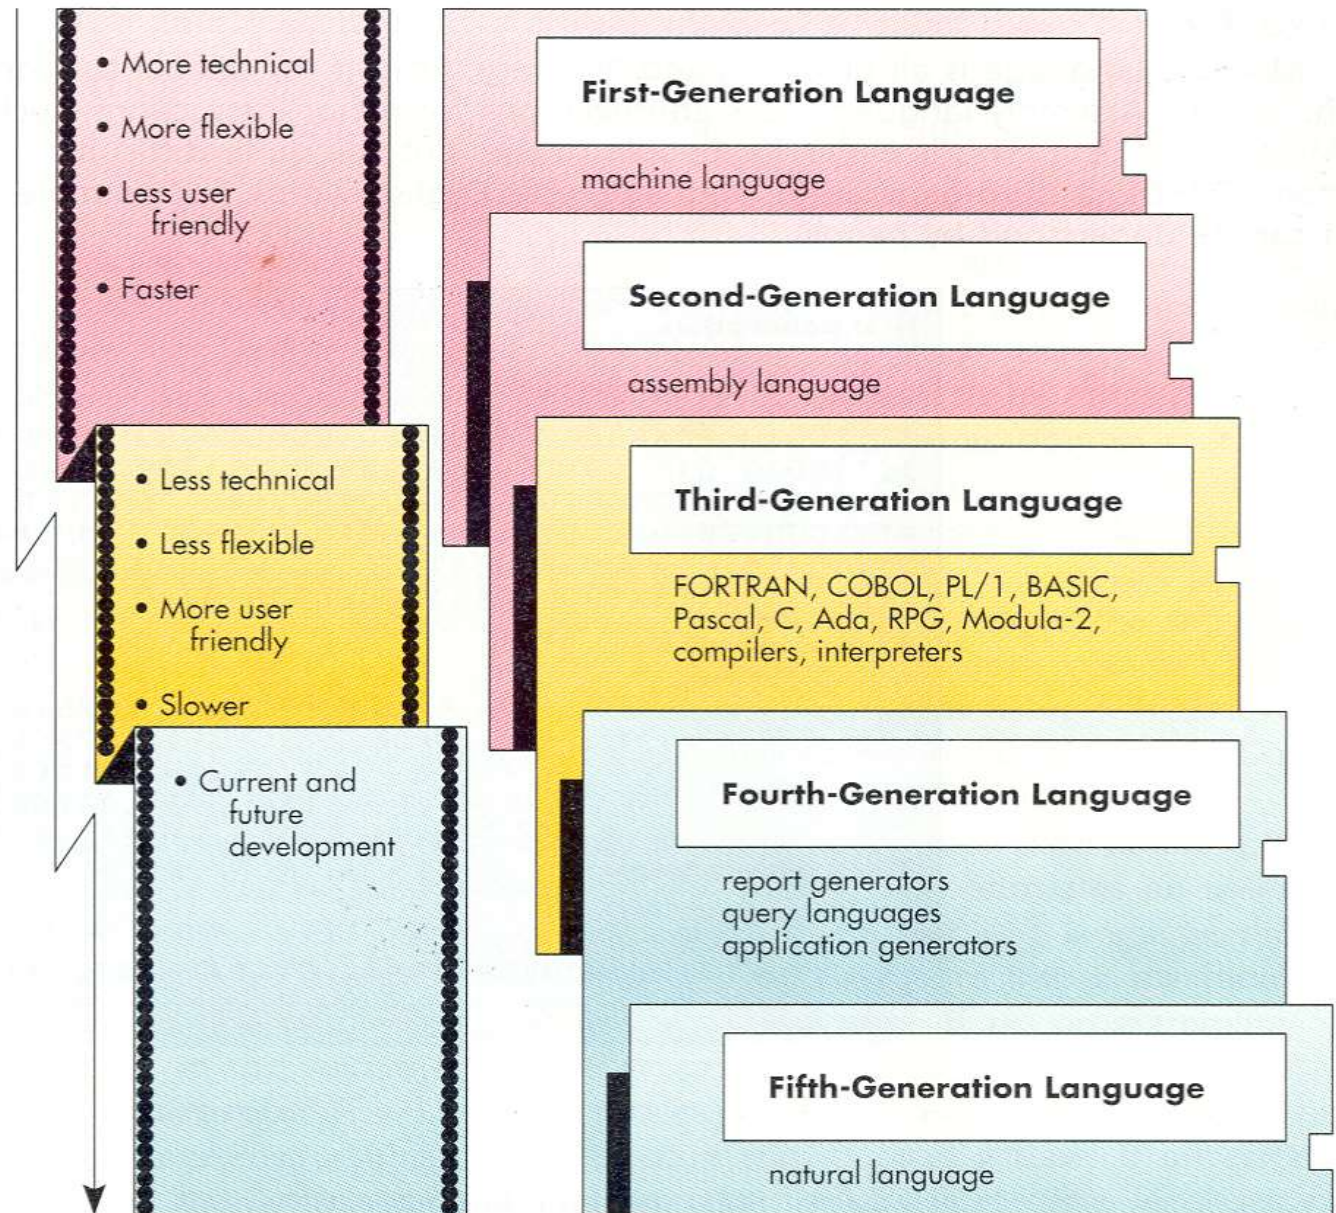 • More technical
• More flexible
• Less user
friendly
• Faster
• Less technical
• Less flexible
• More user
friendly
• Slower
• Current and
future
development
First-Generation Language
machine language
Second-Generation Language
assembly language
Third-Generation Language
FORTRAN, COBOL, PL/1, BASIC,
Pascal, C, Ada, RPG, Modula-2,
compilers, interpreters
Fourth-Generation Language
report generators
query languages
application generators
Fifth-Generation Language
natural language